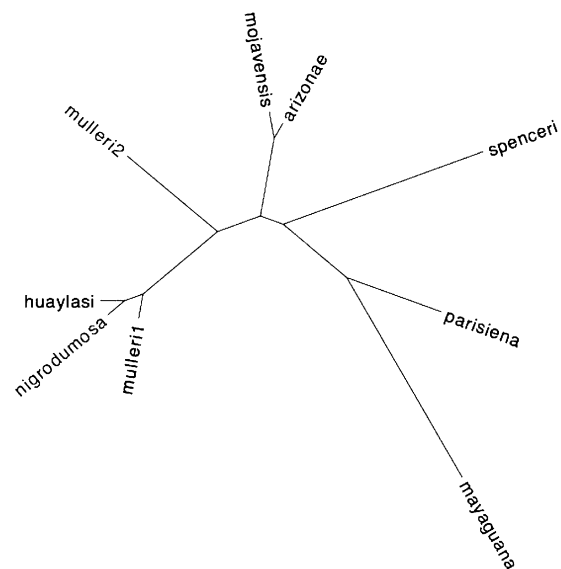 mojavensis
arizonae
mulleri2
spenceri
huaylasi
nigrodumosa
mulleri1
parisiena
mayaguana